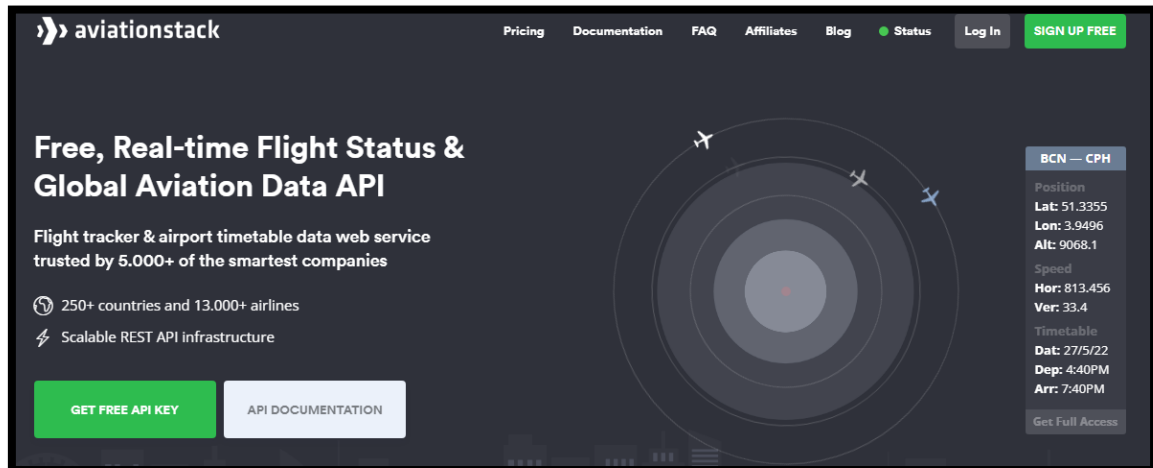 aviationstack
Pricing Documentation FAQ Affiliates Blog Status Log In SIGN UP FREE
Free, Real-time Flight Status &
Global Aviation Data API
Flight tracker & airport timetable data web service
trusted by 5.000+ of the smartest companies
250+ countries and 13.000+ airlines
Scalable REST API infrastructure
GET FREE API KEY API DOCUMENTATION
BCN — CPH
Position
Lat: 51.3355
Lon: 3.9496
Alt: 9068.1
Speed
Hor: 813.456
Ver: 33.4
Timetable
Dat: 27/5/22
Dep: 4:40PM
Arr: 7:40PM
Get Full Access